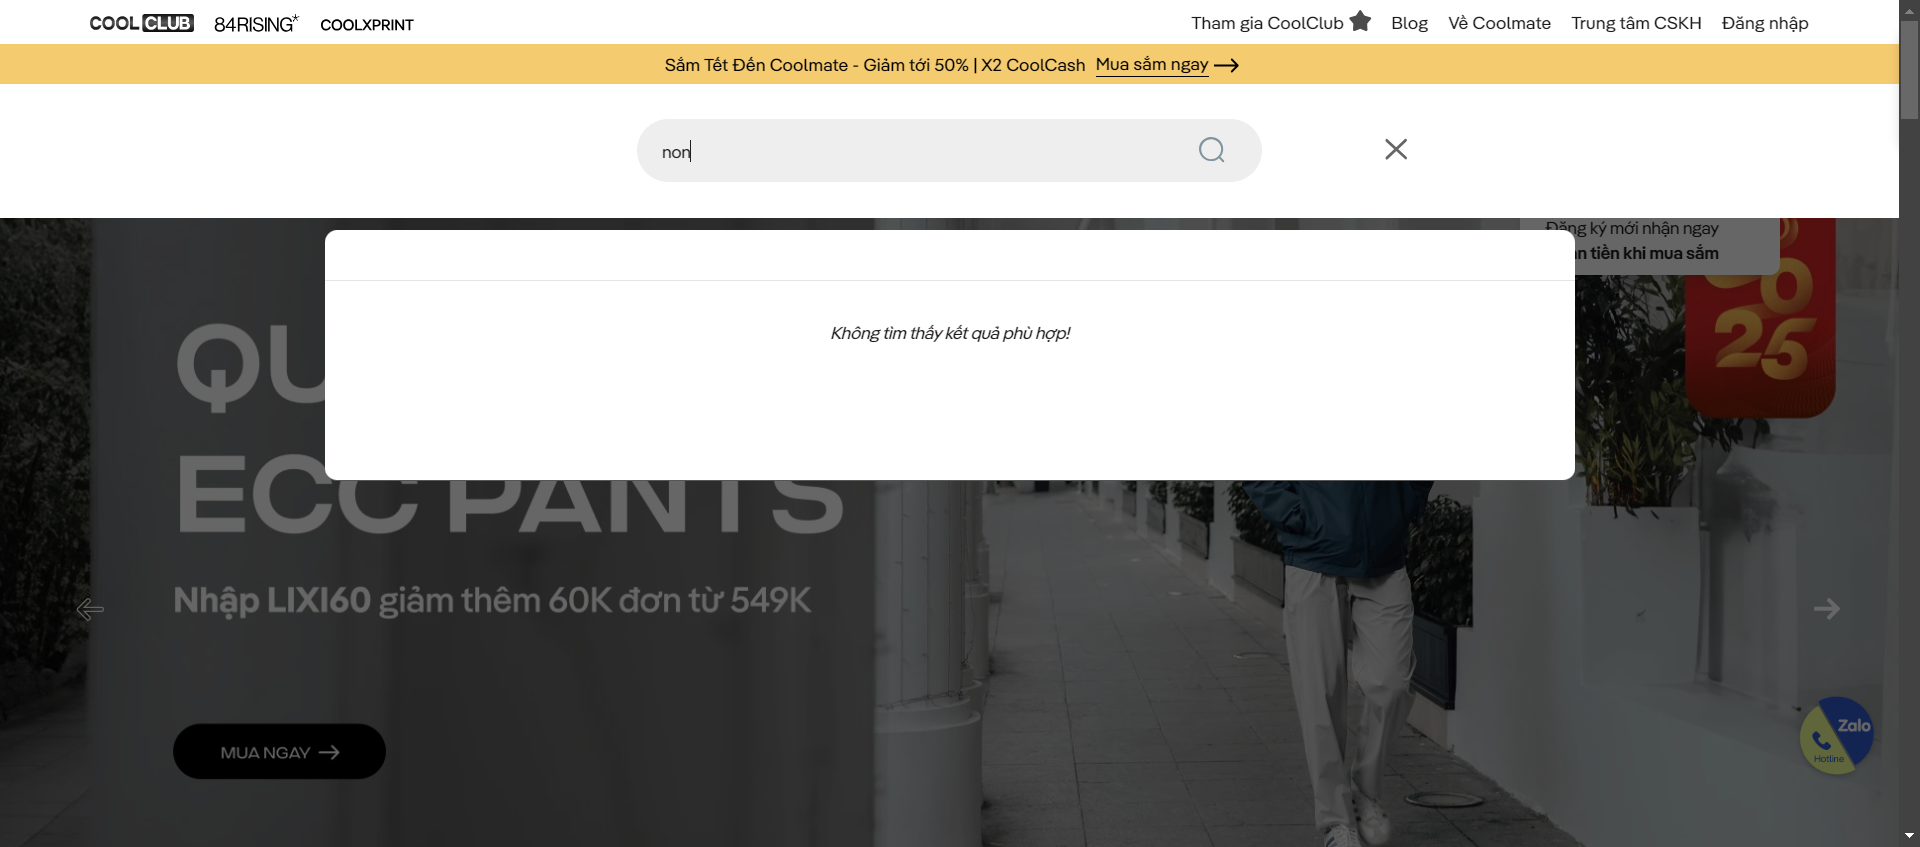 COOL CLUB
84RISING*
COOLXPRINT
Tham gia CoolClub
Blog
Về Coolmate
Trung tâm CSKH
Đăng nhập
Sắm Tết Đến Coolmate - Giảm tới 50% | X2 CoolCash Mua sắm ngay
non
Đăng ký mới nhận ngay
n tiền khi mua sắm
Không tìm thấy kết quả phù hợp!
QU
ECC PANTS
Nhập LIXI60 giảm thêm 60K đơn từ 549K
MUA NGAY
25
Zalo
Hotline